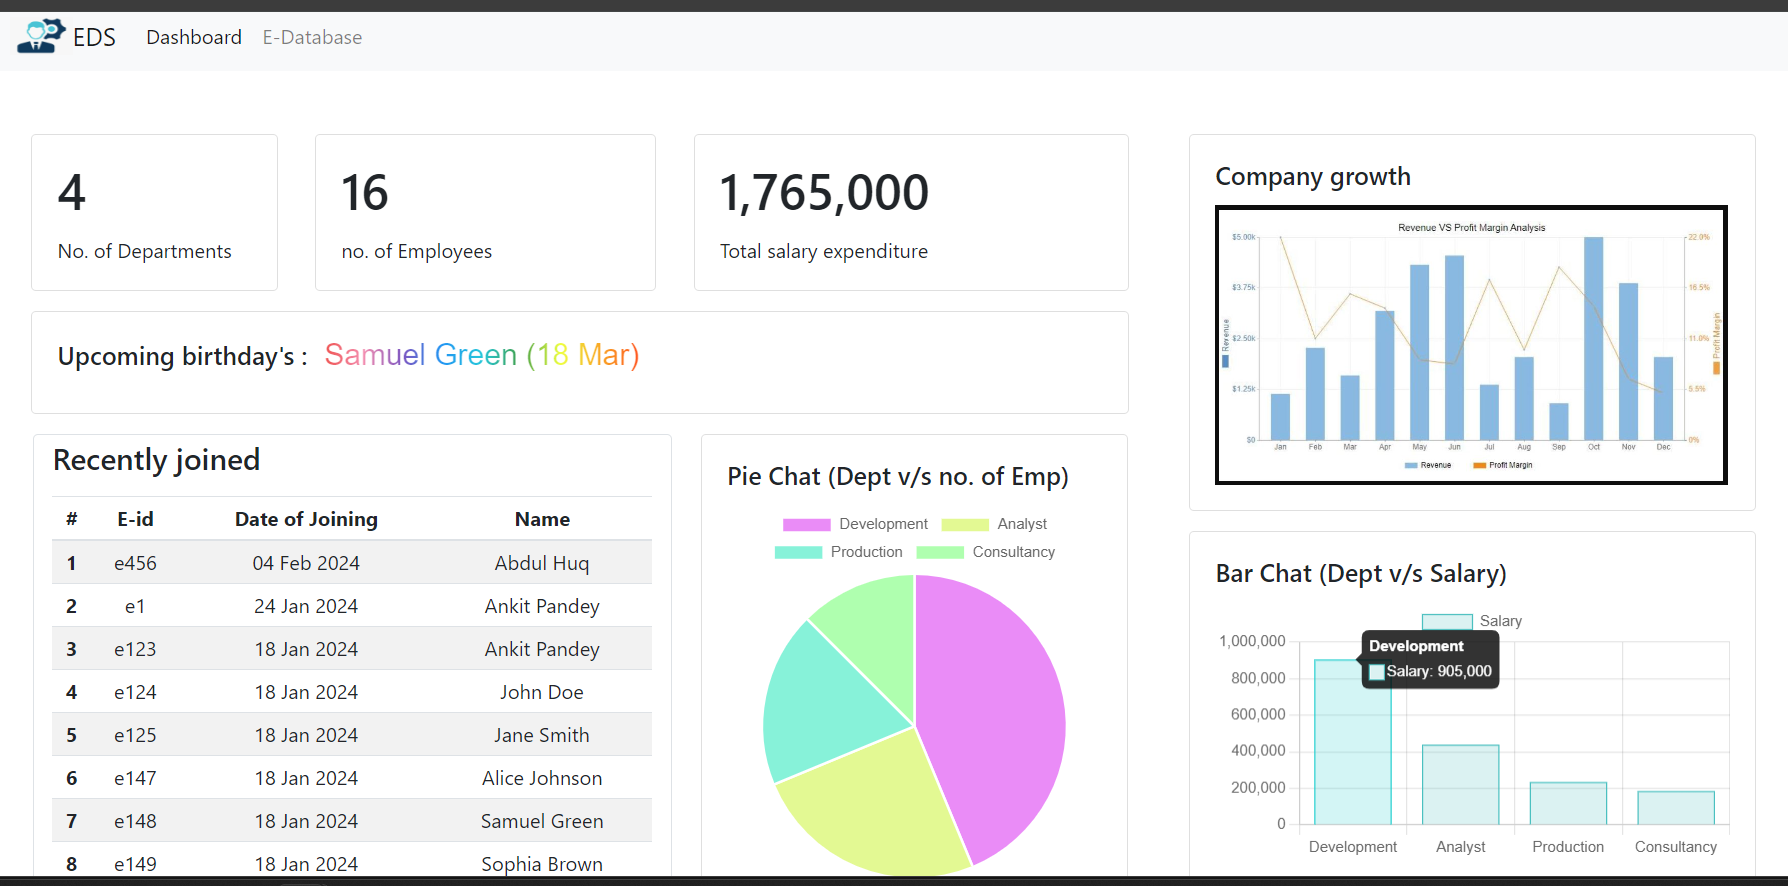 EDS Dashboard E-Database
4
No. of Departments
16
no. of Employees
1,765,000
Total salary expenditure
Upcoming birthday's : Samuel Green (18 Mar)
Recently joined
# E-id Date of Joining Name
1 e456 04 Feb 2024 Abdul Huq
2 e1 24 Jan 2024 Ankit Pandey
3 e123 18 Jan 2024 Ankit Pandey
4 e124 18 Jan 2024 John Doe
5 e125 18 Jan 2024 Jane Smith
6 e147 18 Jan 2024 Alice Johnson
7 e148 18 Jan 2024 Samuel Green
8 e149 18 Jan 2024 Sophia Brown
Pie Chat (Dept v/s no. of Emp)
Development Analyst
Production Consultancy
Company growth
Revenue VS Profit Margin Analysis
$5.00k 22.0%
$3.75k 16.5%
$2.50k 11.0%
$1.25k 5.5%
$0 0%
Revenue
Profit Margin
Jan Feb Mar Apr May Jun Jul Aug Sep Oct Nov Dec
Revenue Profit Margin
Bar Chat (Dept v/s Salary)
Salary
1,000,000
800,000
600,000
400,000
200,000
0
Development
Salary: 905,000
Development Analyst Production Consultancy